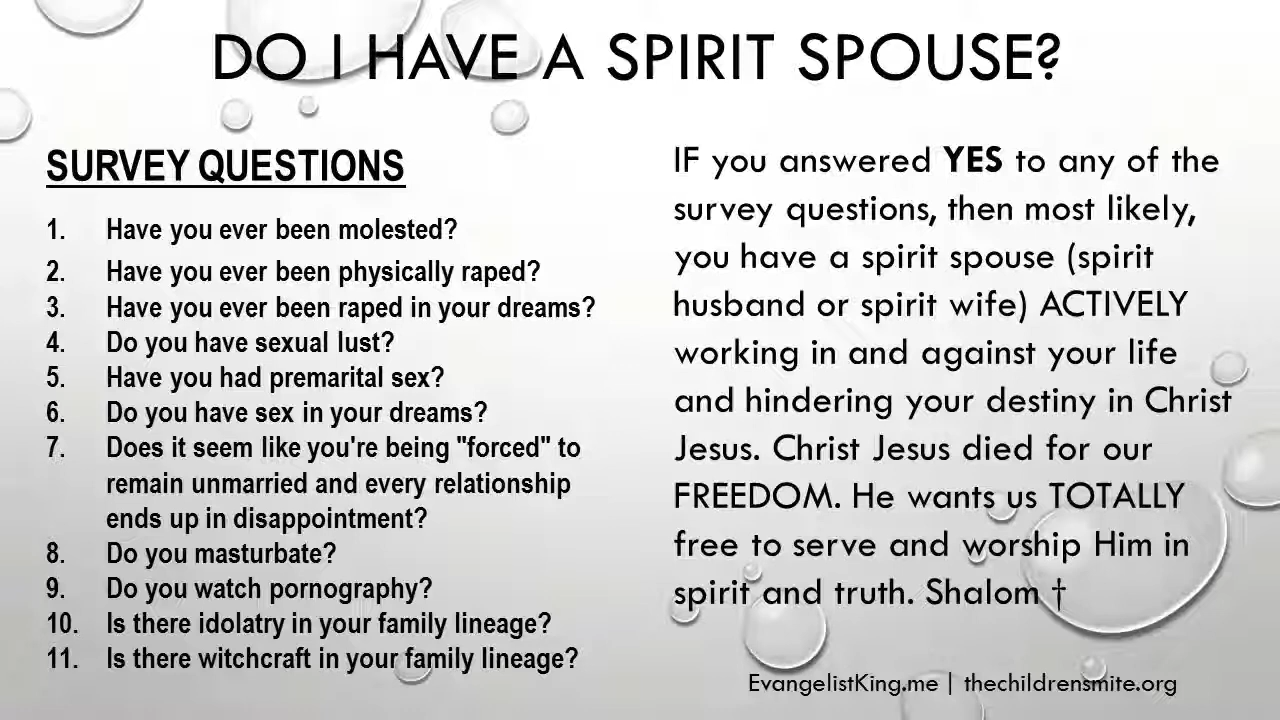 DO I HAVE A SPIRIT SPOUSE?
SURVEY QUESTIONS
1. Have you ever been molested?
2. Have you ever been physically raped?
3. Have you ever been raped in your dreams?
4. Do you have sexual lust?
5. Have you had premarital sex?
6. Do you have sex in your dreams?
7. Does it seem like you're being "forced" to
remain unmarried and every relationship
ends up in disappointment?
8. Do you masturbate?
9. Do you watch pornography?
10. Is there idolatry in your family lineage?
11. Is there witchcraft in your family lineage?
IF you answered YES to any of the
survey questions, then most likely,
you have a spirit spouse (spirit
husband or spirit wife) ACTIVELY
working in and against your life
and hindering your destiny in Christ
Jesus. Christ Jesus died for our
FREEDOM. He wants us TOTALLY
free to serve and worship Him in
spirit and truth. Shalom †
EvangelistKing.me | thechildrensmite.org